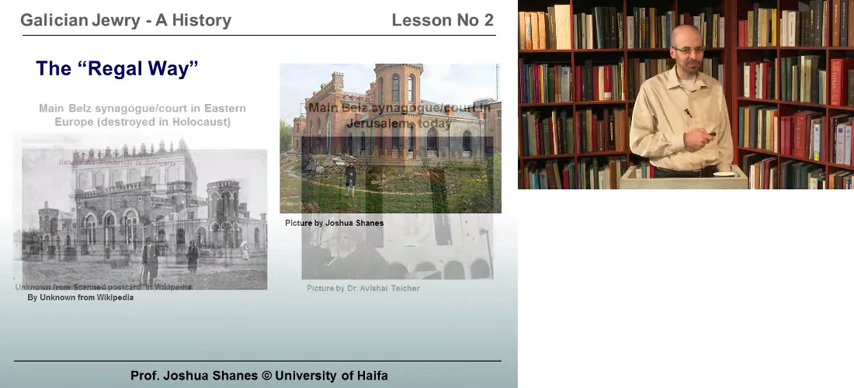 Galician Jewry - A History
Lesson No 2
The “Regal Way”
Main Belz synagogue/court in Eastern
Europe (destroyed in Holocaust)
Main Belz synagogue/court in
Jerusalem, today
Picture by Joshua Shanes
Unknown from Scanned postcard in Wikipedia
By Unknown from Wikipedia
Picture by Dr. Avishai Teicher
Prof. Joshua Shanes © University of Haifa